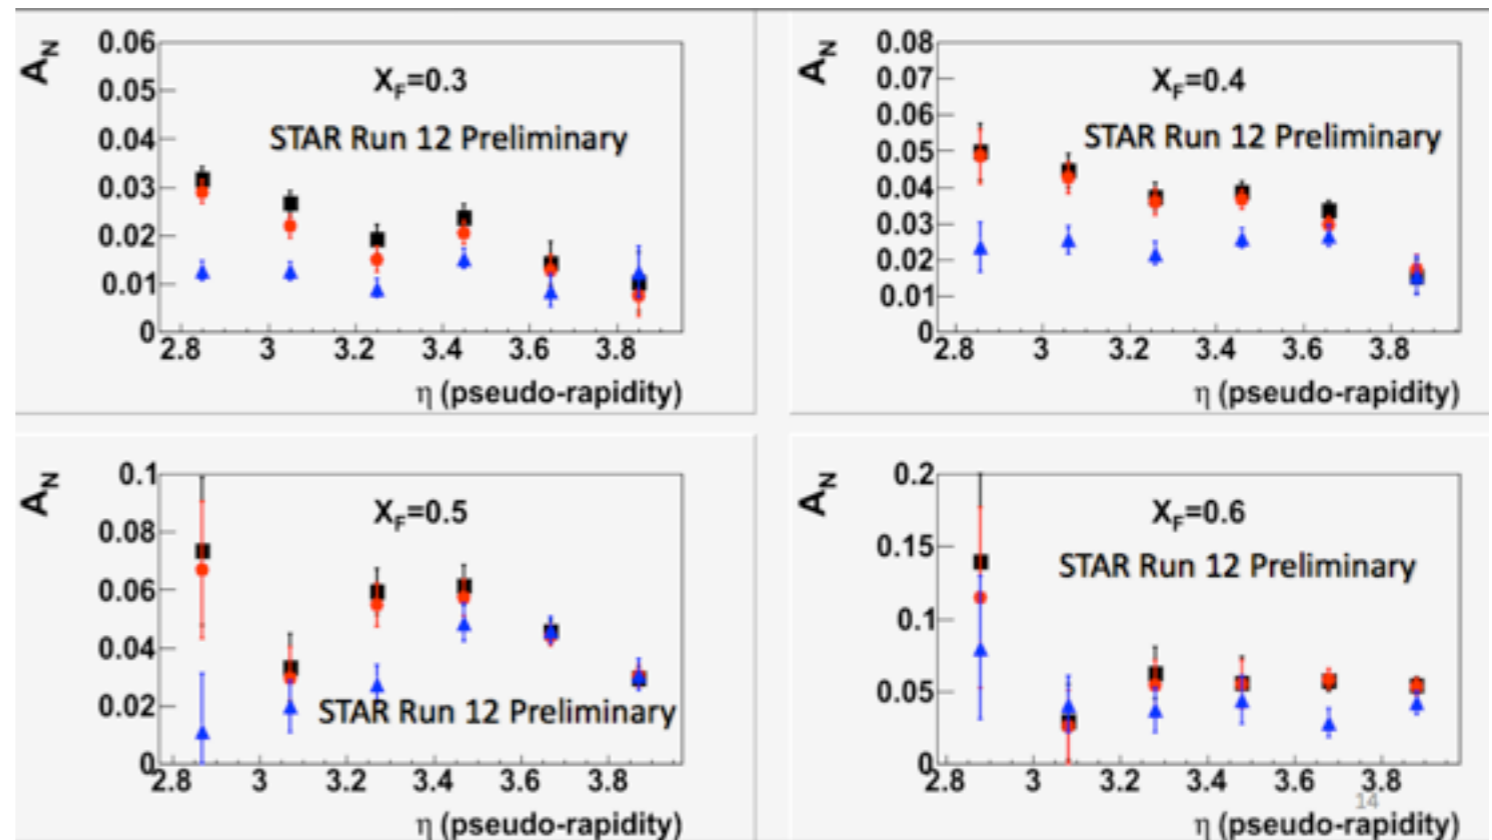 A_N
0.06
0.05
0.04
0.03
0.02
0.01
0
X_F=0.3
STAR Run 12 Preliminary
2.8 3 3.2 3.4 3.6 3.8
η (pseudo-rapidity)
A_N
0.08
0.07
0.06
0.05
0.04
0.03
0.02
0.01
0
X_F=0.4
STAR Run 12 Preliminary
2.8 3 3.2 3.4 3.6 3.8
η (pseudo-rapidity)
A_N
0.1
0.08
0.06
0.04
0.02
0
X_F=0.5
STAR Run 12 Preliminary
2.8 3 3.2 3.4 3.6 3.8
η (pseudo-rapidity)
A_N
0.2
0.15
0.1
0.05
0
X_F=0.6
STAR Run 12 Preliminary
2.8 3 3.2 3.4 3.6 3.8
14
η (pseudo-rapidity)